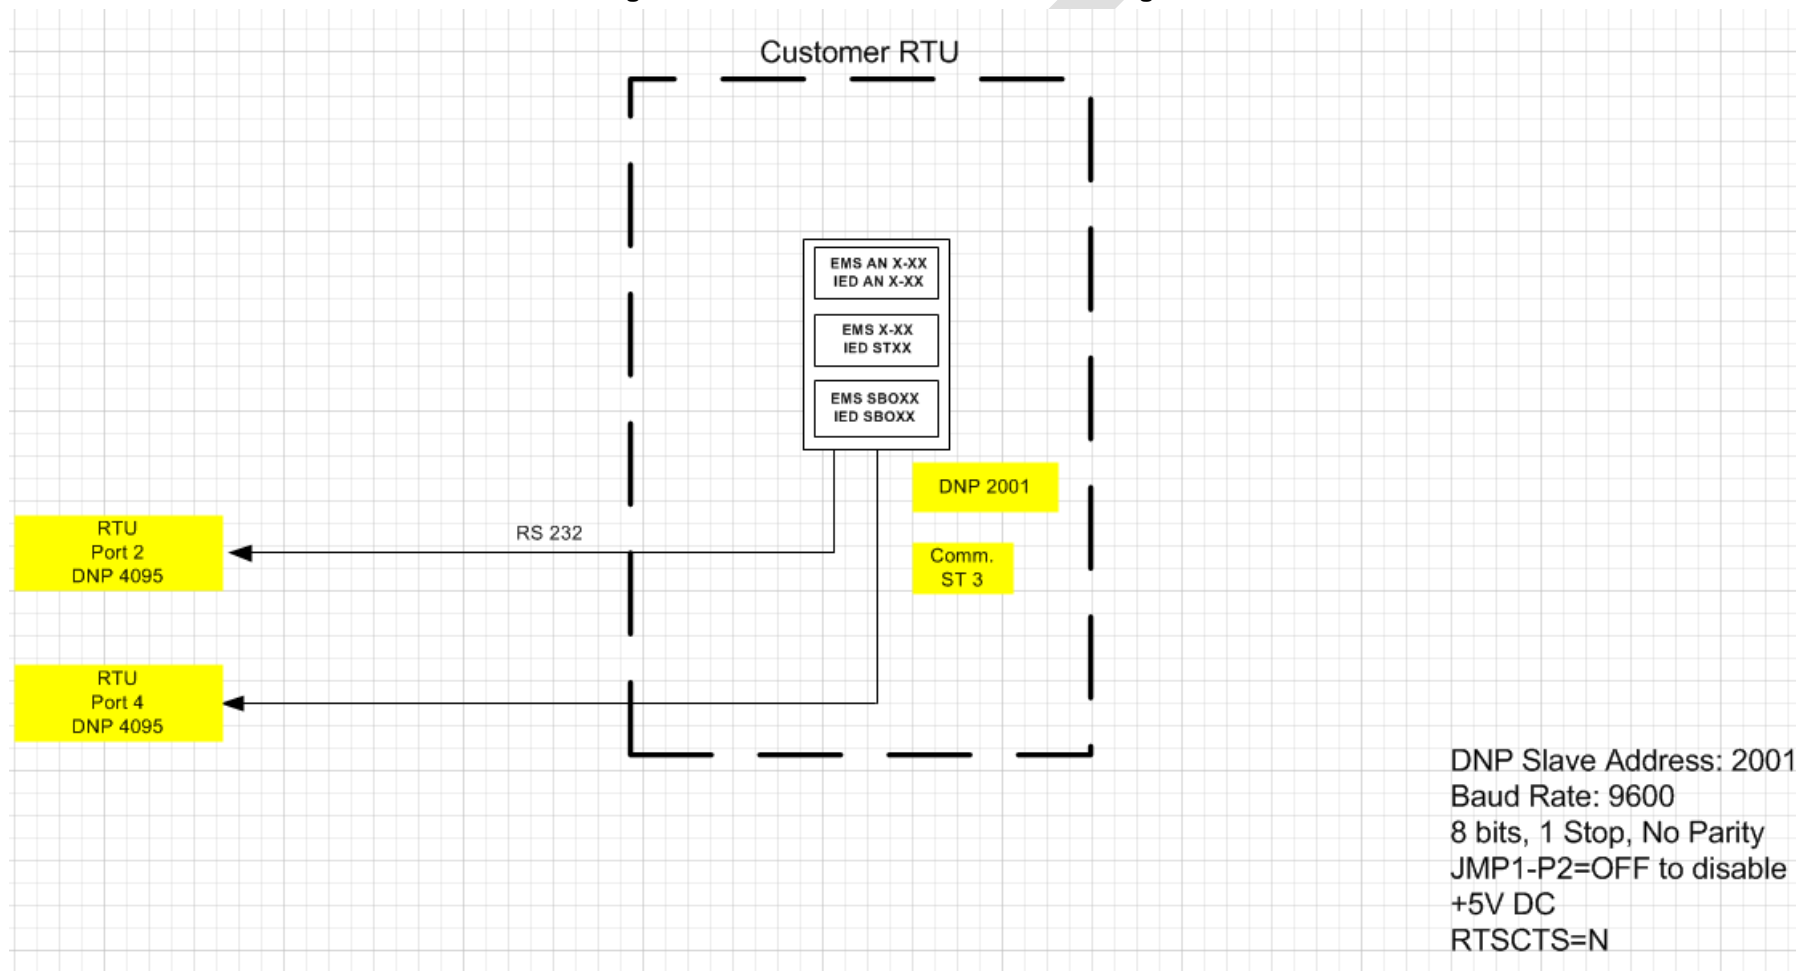 Customer RTU
EMS AN X-XX
IED AN X-XX
EMS X-XX
IED STXX
EMS SBOXX
IED SBOXX
DNP 2001
RS 232
RTU
Port 2
DNP 4095
Comm.
ST 3
RTU
Port 4
DNP 4095
DNP Slave Address: 2001
Baud Rate: 9600
8 bits, 1 Stop, No Parity
JMP1-P2=OFF to disable
+5V DC
RTSCTS=N